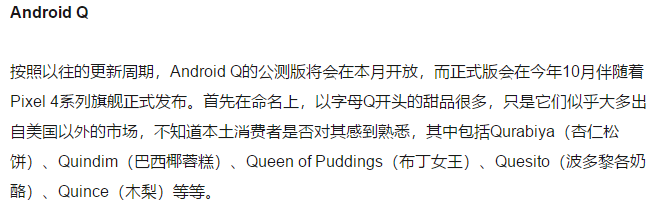 Android Q
按照以往的更新周期，Android Q的公测版将会在本月开放，而正式版会在今年10月伴随着
Pixel 4系列旗舰正式发布。首先在命名上，以字母Q开头的甜品很多，只是它们似乎大多出
自美国以外的市场，不知道本土消费者是否对其感到熟悉，其中包括Qurabiya（杏仁松
饼）、Quindim（巴西椰蓉糕）、Queen of Puddings（布丁女王）、Quesito（波多黎各奶
酪）、Quince（木梨）等等。